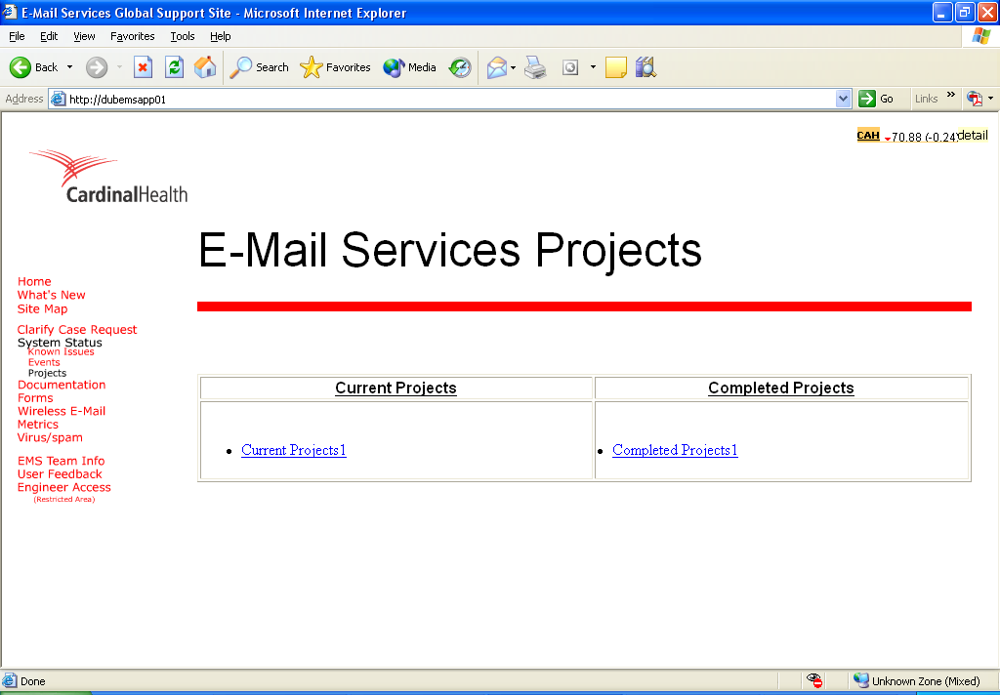 E-Mail Services Global Support Site - Microsoft Internet Explorer
File Edit View Favorites Tools Help
Back Search Favorites Media
Address http://dubemsapp01 Go Links »
CAH 70.88 (-0.24) detail
CardinalHealth
E-Mail Services Projects
Home
What's New
Site Map
Clarify Case Request
System Status
Known Issues
Events
Projects
Documentation
Forms
Wireless E-Mail
Metrics
Virus/spam
EMS Team Info
User Feedback
Engineer Access
(Restricted Area)
Current Projects Completed Projects
• Current Projects1 • Completed Projects1
Done Unknown Zone (Mixed)